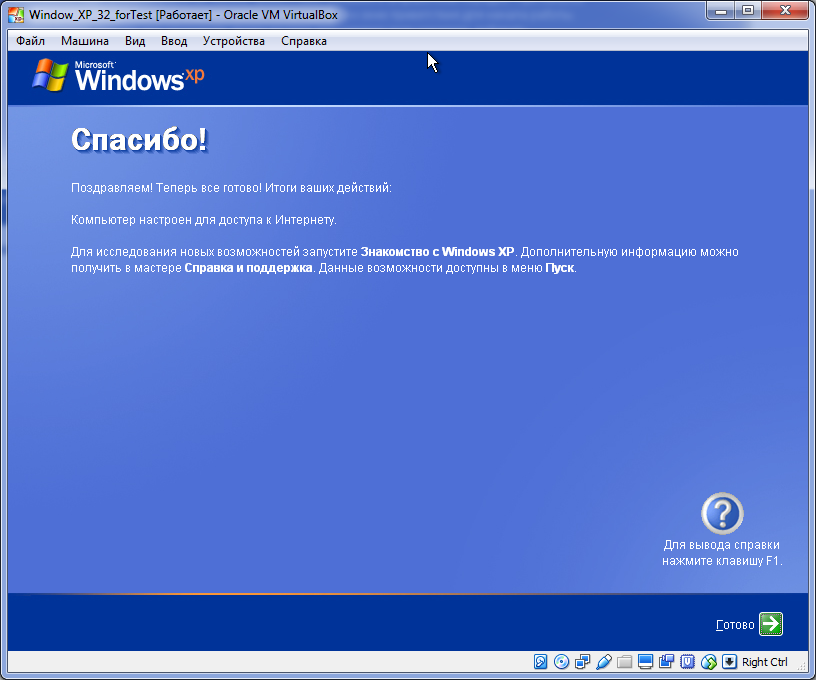 Window_XP_32_forTest [Работает] - Oracle VM VirtualBox
Файл Машина Вид Ввод Устройства Справка
Microsoft
Windows xp
Спасибо!
Поздравляем! Теперь все готово! Итоги ваших действий:
Компьютер настроен для доступа к Интернету.
Для исследования новых возможностей запустите Знакомство с Windows XP. Дополнительную информацию можно
получить в мастере Справка и поддержка. Данные возможности доступны в меню Пуск.
Для вывода справки
нажмите клавишу F1.
Готово
Right Ctrl